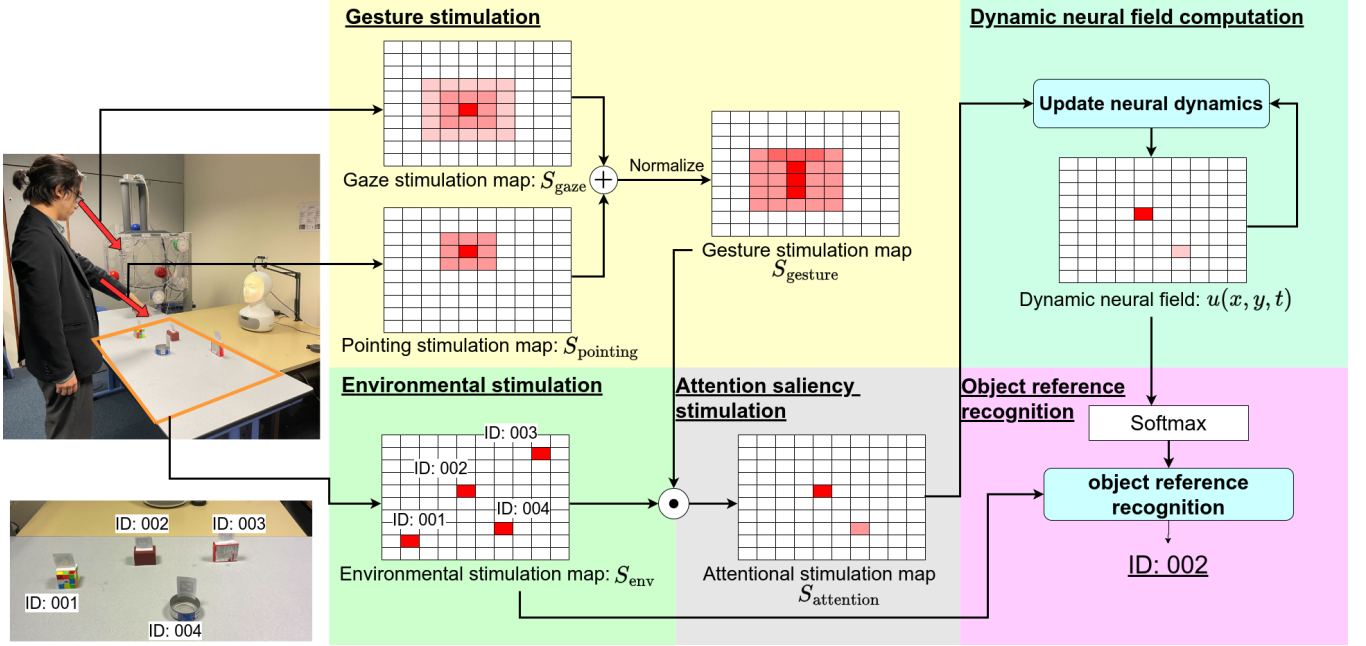 Gesture stimulation
Gaze stimulation map: S_gaze
Pointing stimulation map: S_pointing
+
Normalize
Gesture stimulation map
S_gesture
Dynamic neural field computation
Update neural dynamics
Dynamic neural field: u(x, y, t)
Environmental stimulation
ID: 003
ID: 002
ID: 004
ID: 001
Environmental stimulation map: S_env
Attention saliency
stimulation
Attentional stimulation map
S_attention
Object reference
recognition
Softmax
object reference
recognition
ID: 002
ID: 002
ID: 003
ID: 001
ID: 004